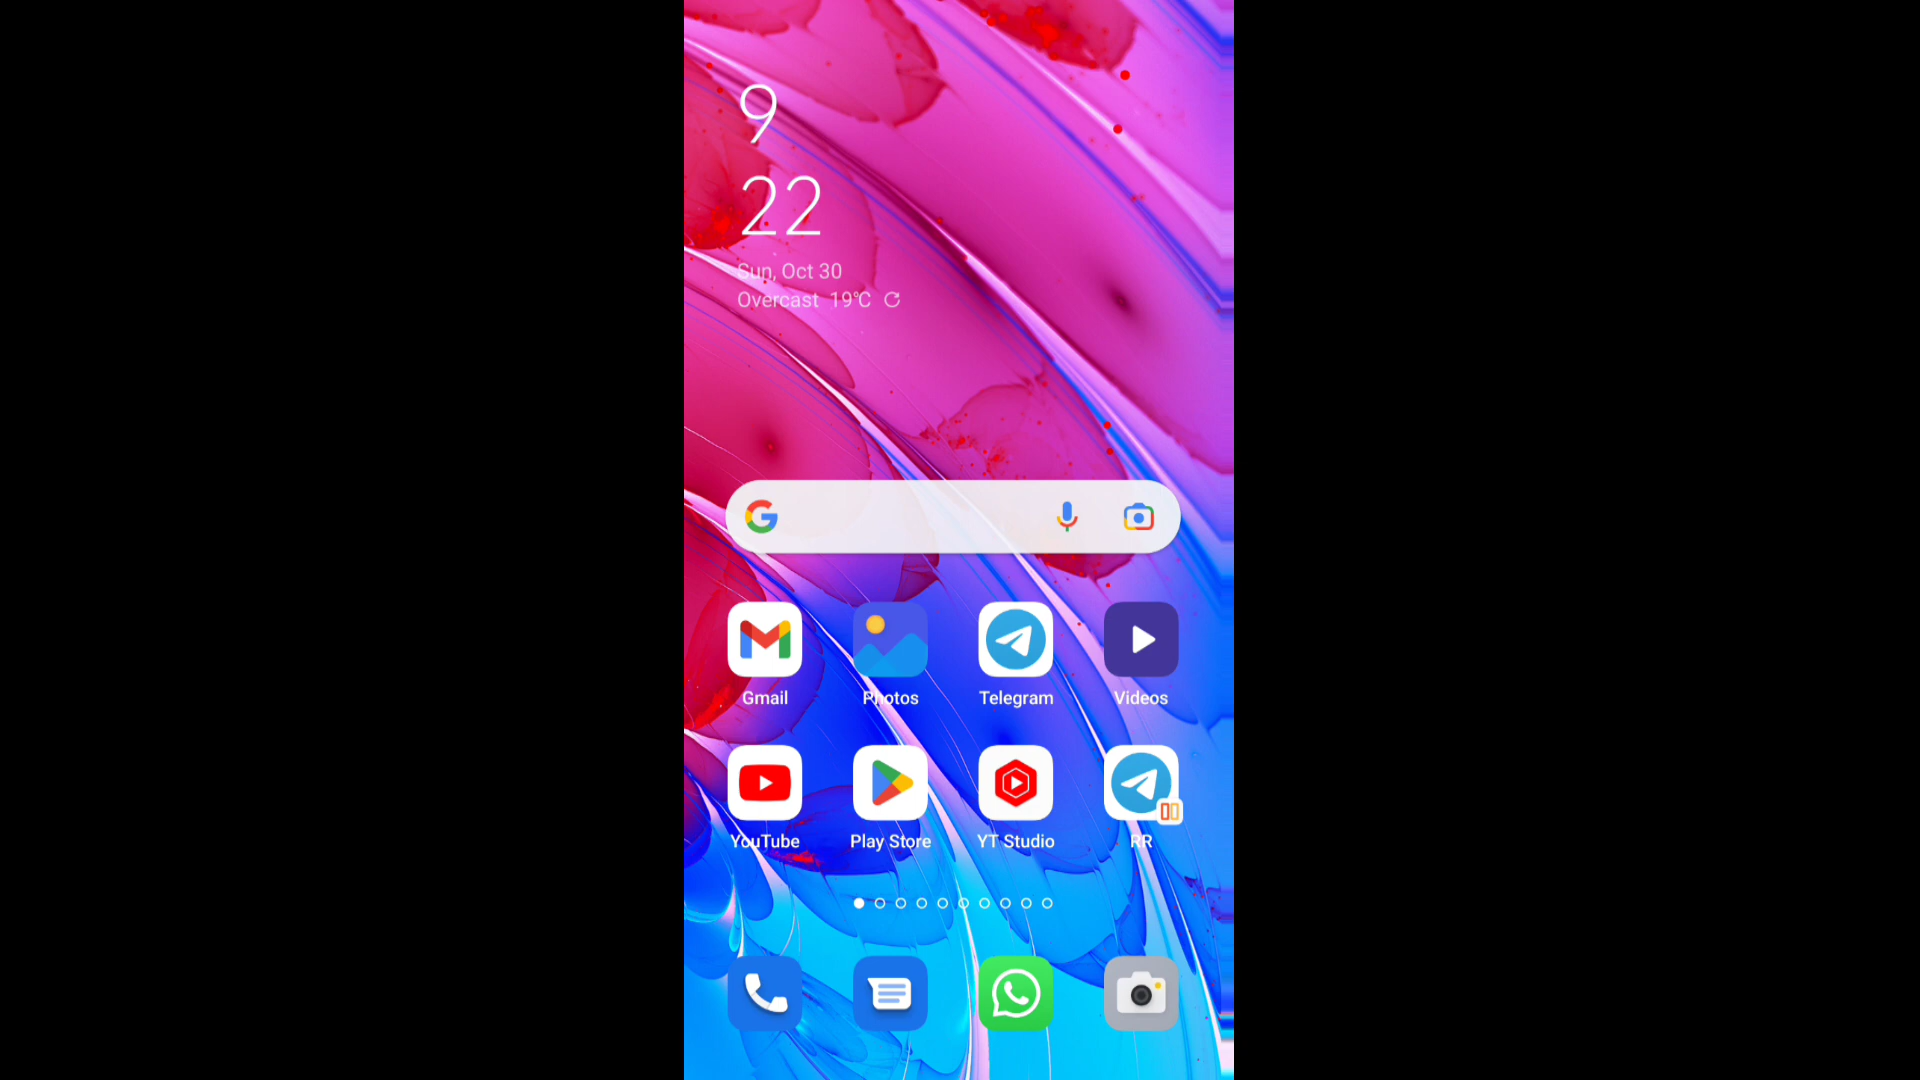 9
22
Sun, Oct 30
Overcast 19°C
Gmail
Photos
Telegram
Videos
YouTube
Play Store
YT Studio
RR